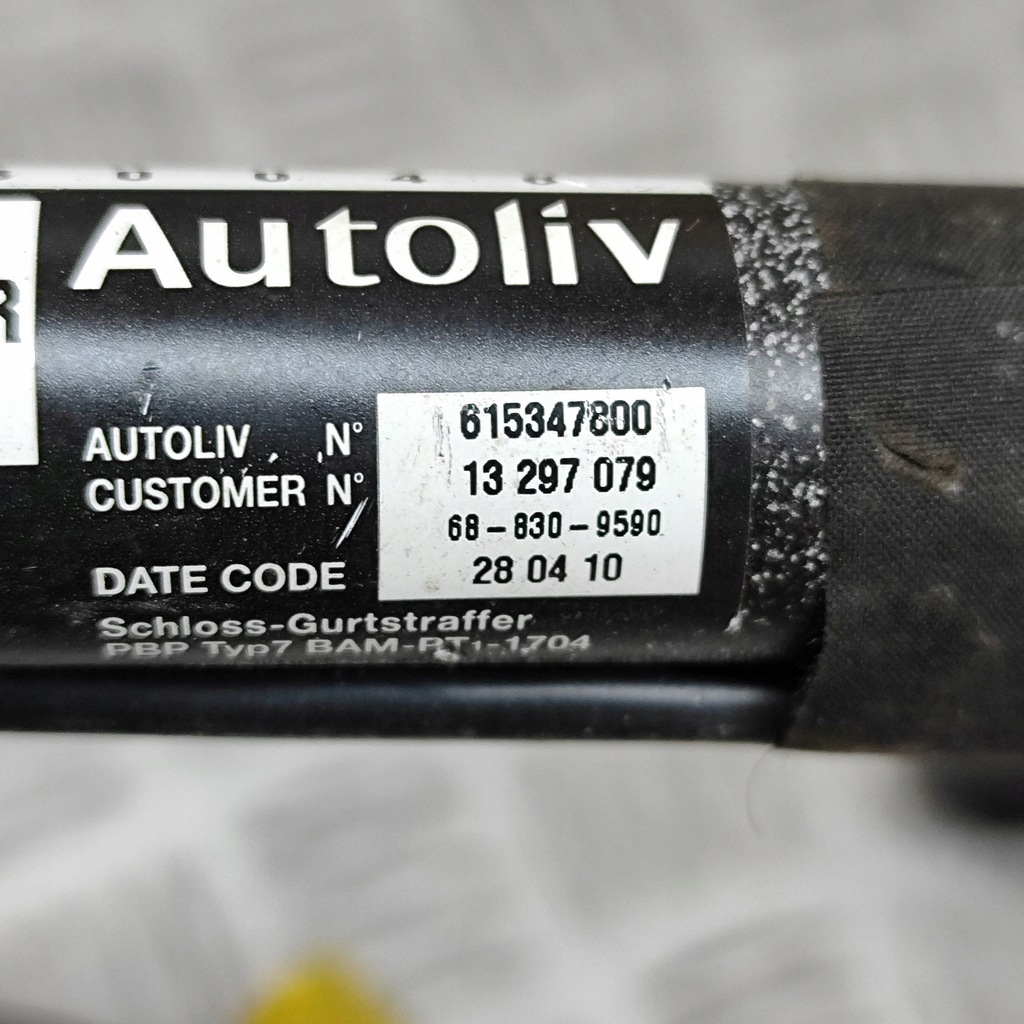 Autoliv
R
AUTOLIV N° 615347800
CUSTOMER N° 13 297 079
68-830-9590
DATE CODE 28 04 10
Schloss-Gurtstraffer
PBP Typ7 BAM-PT1-1704